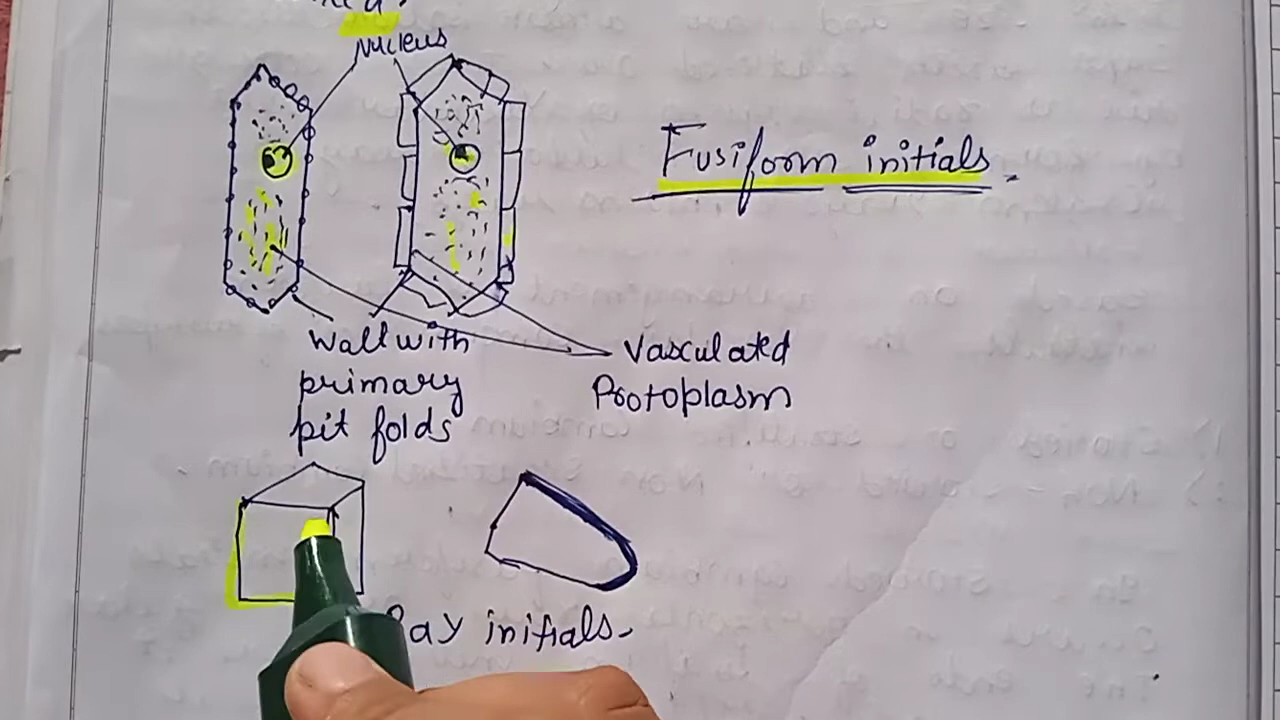 Nucleus
Fusiform initials.
Wall with
primary
pit folds
Vasculated
Protoplasm
Ray initials.